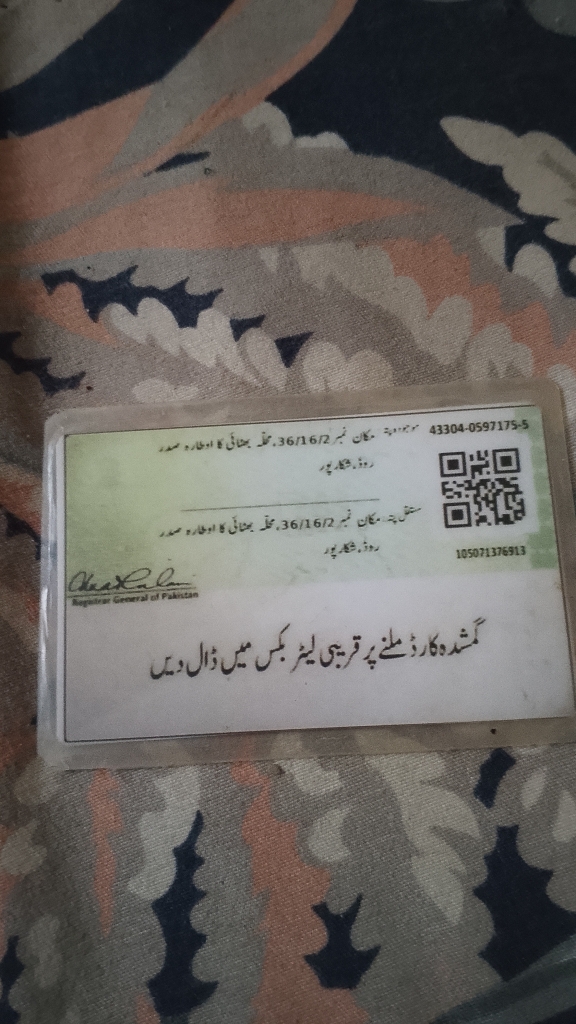 43304-0597175-5
موجودہ پتہ: مکان نمبر 36/16/2، محلہ بھٹائی کا اوطارہ صدر
روڈ، شکارپور
مستقل پتہ: مکان نمبر 36/16/2، محلہ بھٹائی کا اوطارہ صدر
روڈ، شکارپور
105071376913
Registrar General of Pakistan
گمشدہ کارڈ ملنے پر قریبی لیٹر بکس میں ڈال دیں